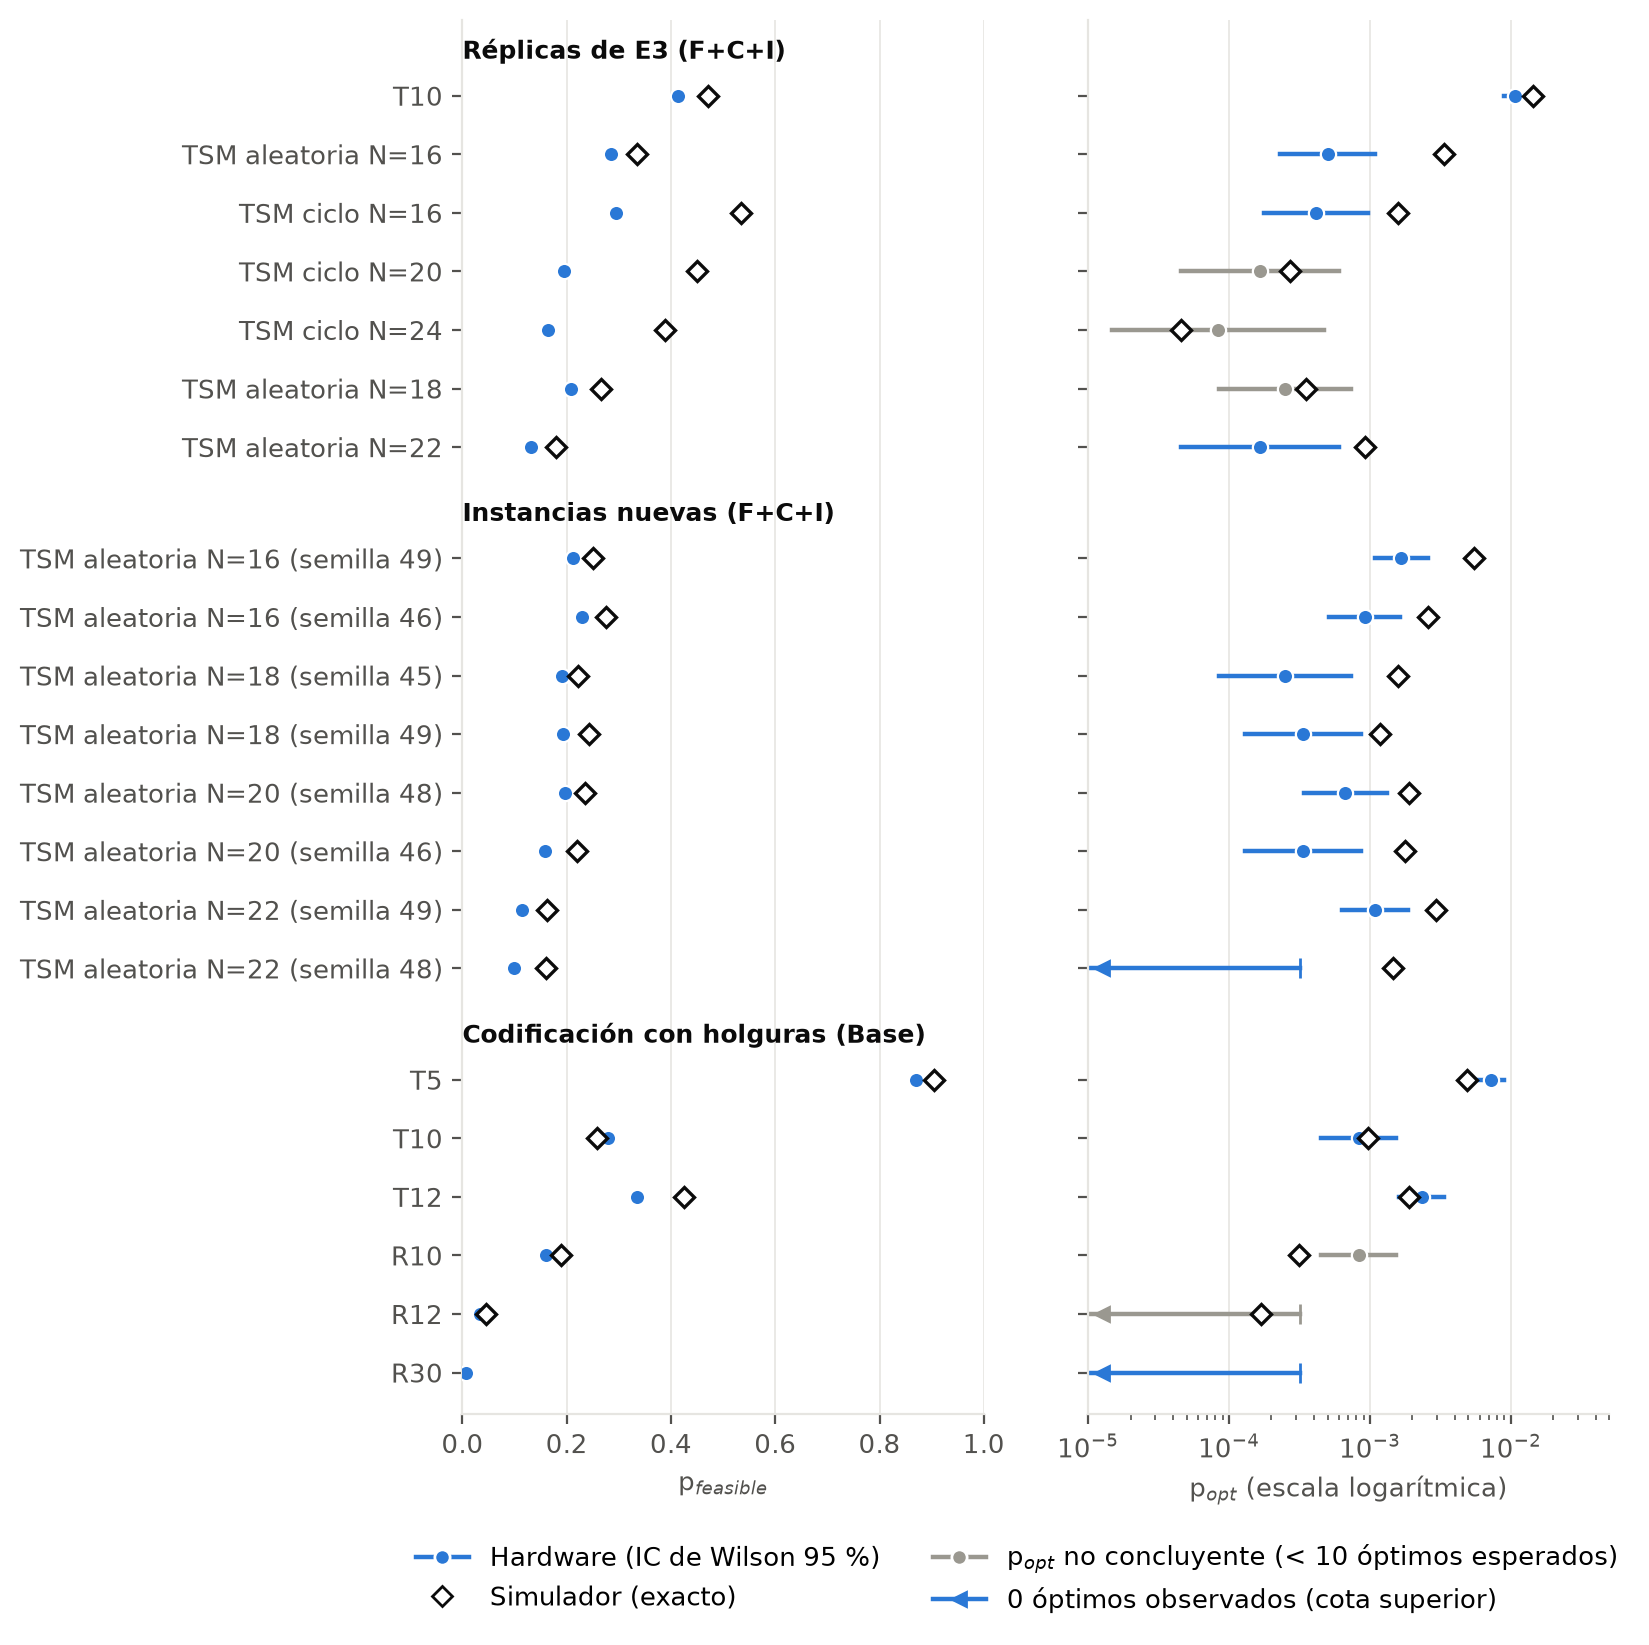 Réplicas de E3 (F+C+I)
T10
TSM aleatoria N=16
TSM ciclo N=16
TSM ciclo N=20
TSM ciclo N=24
TSM aleatoria N=18
TSM aleatoria N=22
Instancias nuevas (F+C+I)
TSM aleatoria N=16 (semilla 49)
TSM aleatoria N=16 (semilla 46)
TSM aleatoria N=18 (semilla 45)
TSM aleatoria N=18 (semilla 49)
TSM aleatoria N=20 (semilla 48)
TSM aleatoria N=20 (semilla 46)
TSM aleatoria N=22 (semilla 49)
TSM aleatoria N=22 (semilla 48)
Codificación con holguras (Base)
T5
T10
T12
R10
R12
R30
0.0 0.2 0.4 0.6 0.8 1.0
p_feasible
10⁻⁵ 10⁻⁴ 10⁻³ 10⁻²
p_opt (escala logarítmica)
Hardware (IC de Wilson 95 %)
Simulador (exacto)
p_opt no concluyente (< 10 óptimos esperados)
0 óptimos observados (cota superior)